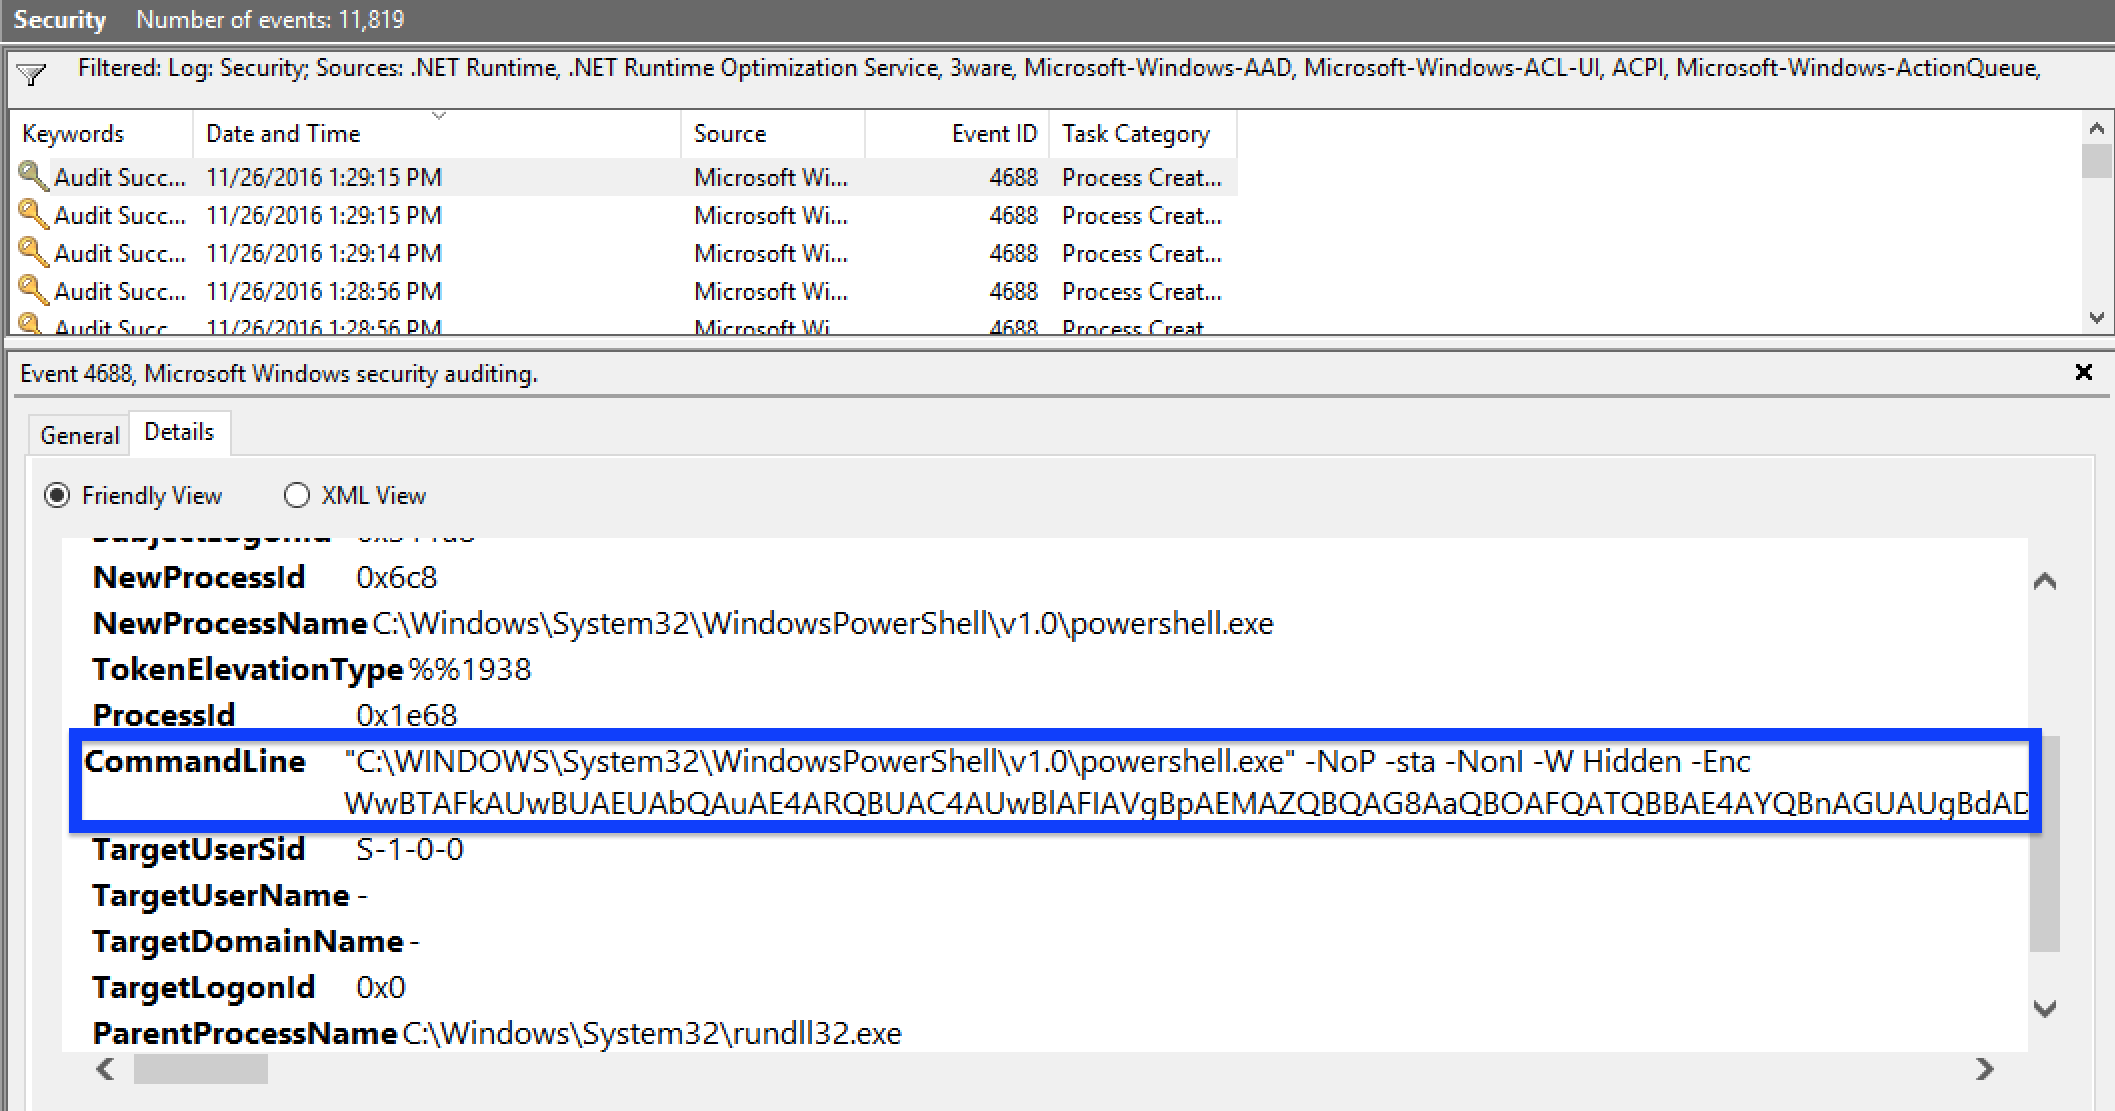 Security Number of events: 11,819
Filtered: Log: Security; Sources: .NET Runtime, .NET Runtime Optimization Service, 3ware, Microsoft-Windows-AAD, Microsoft-Windows-ACL-UI, ACPI, Microsoft-Windows-ActionQueue,
Keywords Date and Time Source Event ID Task Category
Audit Succ... 11/26/2016 1:29:15 PM Microsoft Wi... 4688 Process Creat...
Audit Succ... 11/26/2016 1:29:15 PM Microsoft Wi... 4688 Process Creat...
Audit Succ... 11/26/2016 1:29:14 PM Microsoft Wi... 4688 Process Creat...
Audit Succ... 11/26/2016 1:28:56 PM Microsoft Wi... 4688 Process Creat...
Audit Succ 11/26/2016 1:28:56 PM Microsoft Wi 4688 Process Creat
Event 4688, Microsoft Windows security auditing.
General Details
Friendly View XML View
SubjectLogonId
NewProcessId 0x6c8
NewProcessName C:\Windows\System32\WindowsPowerShell\v1.0\powershell.exe
TokenElevationType %%1938
ProcessId 0x1e68
CommandLine "C:\WINDOWS\System32\WindowsPowerShell\v1.0\powershell.exe" -NoP -sta -NonI -W Hidden -Enc
WwBTAFkAUwBUAEUAbQAuAE4ARQBUAC4AUwBlAFIAVgBpAEMAZQBQAG8AaQBOAFQATQBBAE4AYQBnAGUAUgBdAD
TargetUserSid S-1-0-0
TargetUserName -
TargetDomainName -
TargetLogonId 0x0
ParentProcessName C:\Windows\System32\rundll32.exe